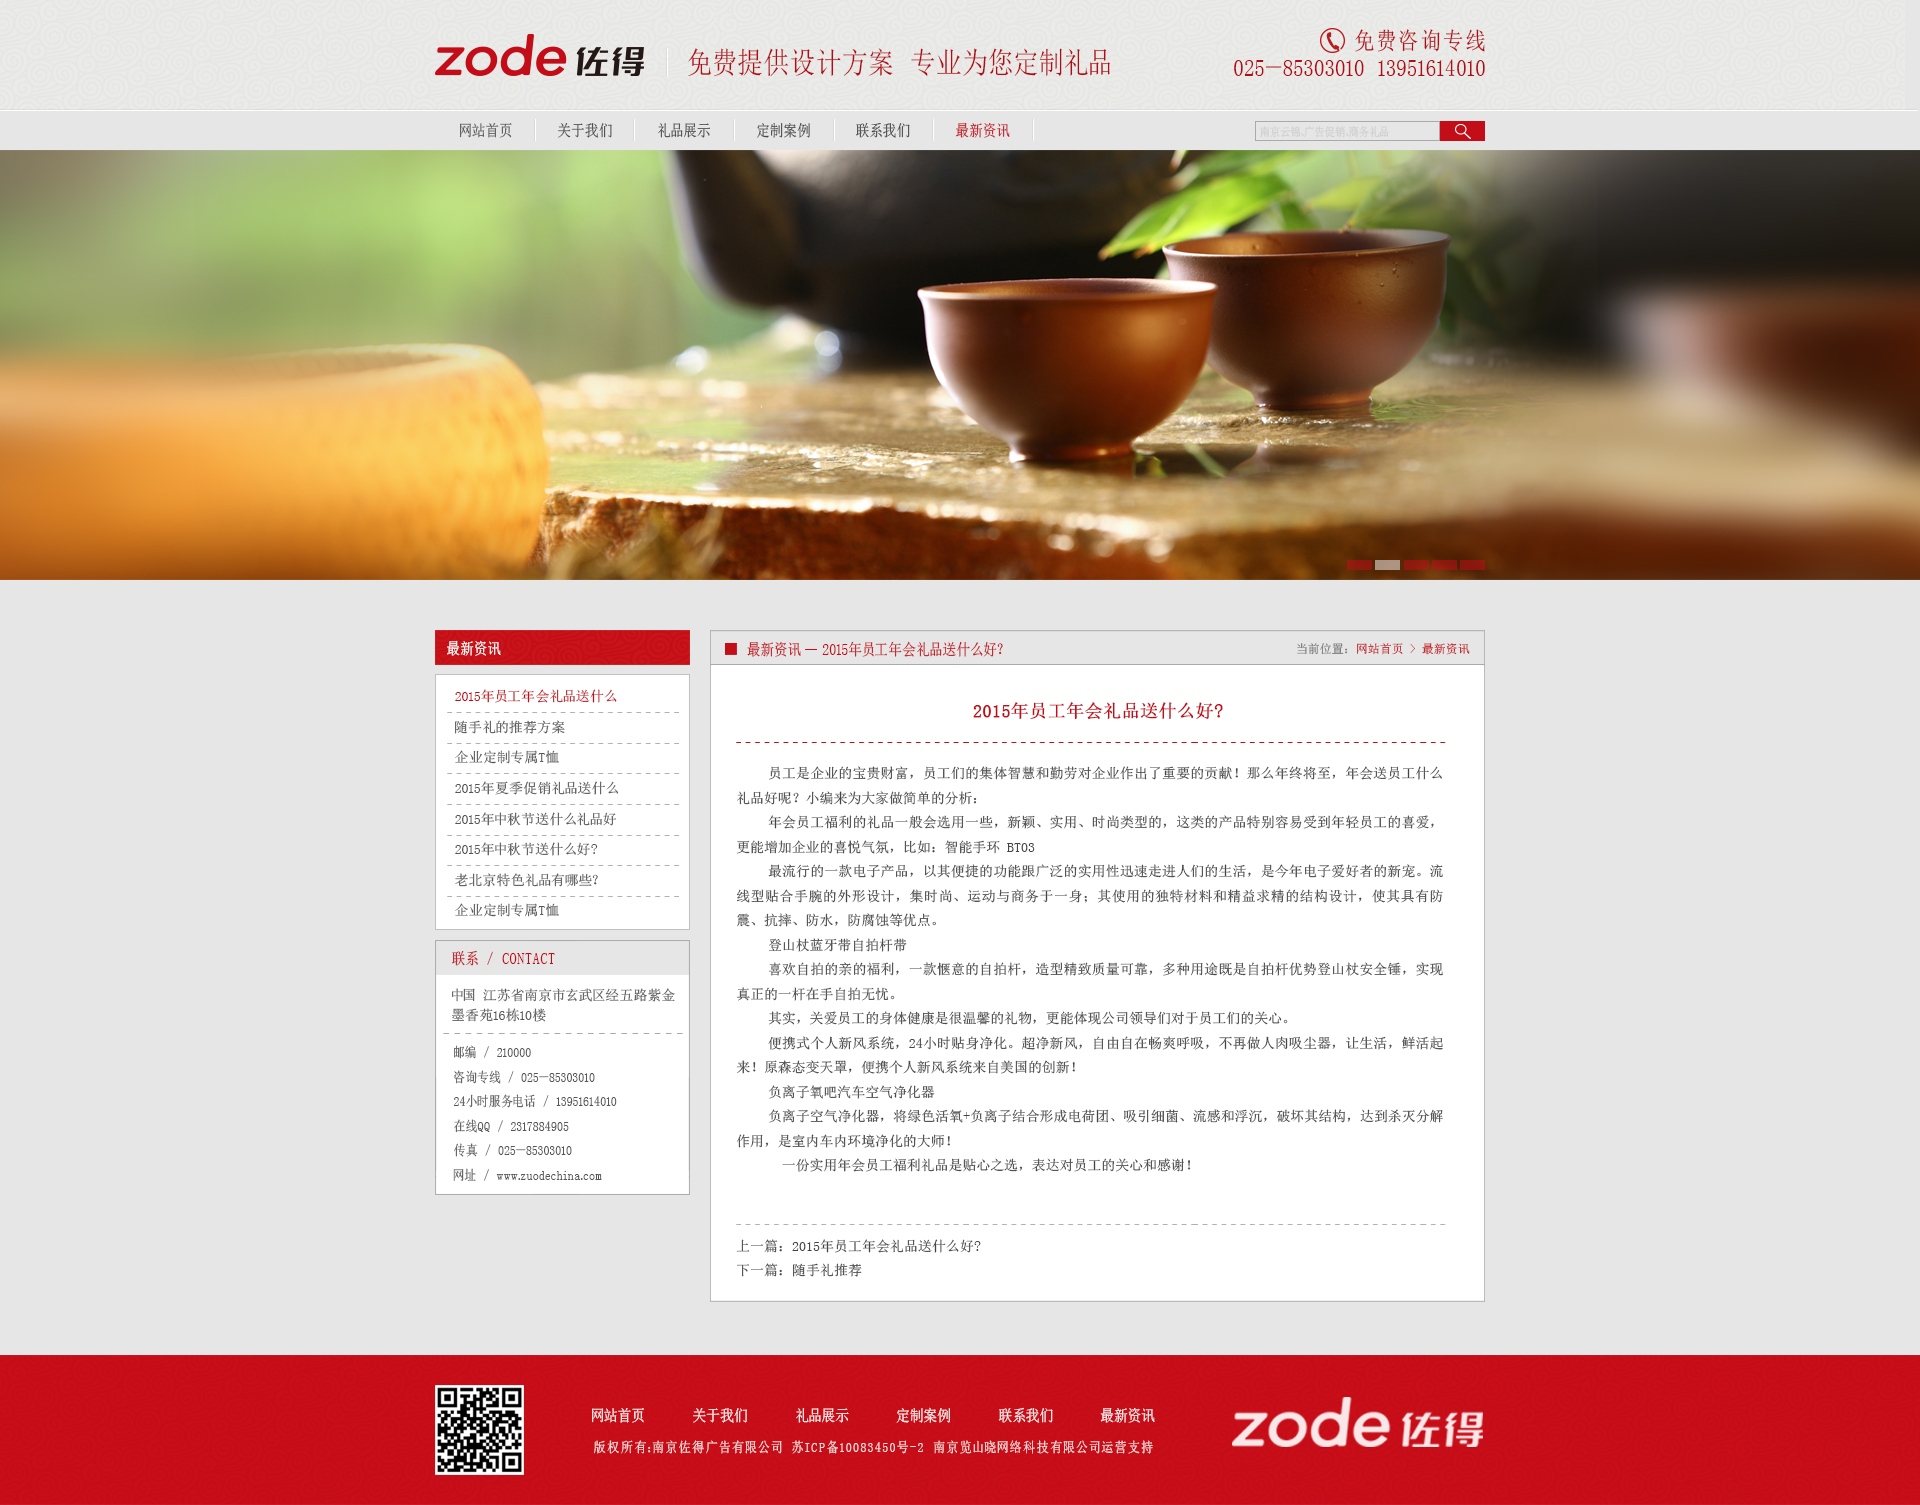 zode 佐得
免费提供设计方案 专业为您定制礼品
免费咨询专线
025-85303010 13951614010
网站首页 关于我们 礼品展示 定制案例 联系我们 最新资讯
南京云锦,广告促销,商务礼品
最新资讯
2015年员工年会礼品送什么
随手礼的推荐方案
企业定制专属T恤
2015年夏季促销礼品送什么
2015年中秋节送什么礼品好
2015年中秋节送什么好?
老北京特色礼品有哪些?
企业定制专属T恤
联系 / CONTACT
中国 江苏省南京市玄武区经五路紫金
墨香苑16栋10楼
邮编 / 210000
咨询专线 / 025-85303010
24小时服务电话 / 13951614010
在线QQ / 2317884905
传真 / 025-85303010
网址 / www.zuodechina.com
最新资讯 — 2015年员工年会礼品送什么好?
当前位置: 网站首页 > 最新资讯
2015年员工年会礼品送什么好?
员工是企业的宝贵财富，员工们的集体智慧和勤劳对企业作出了重要的贡献！那么年终将至，年会送员工什么
礼品好呢？小编来为大家做简单的分析：
年会员工福利的礼品一般会选用一些，新颖、实用、时尚类型的，这类的产品特别容易受到年轻员工的喜爱，
更能增加企业的喜悦气氛，比如：智能手环 BT03
最流行的一款电子产品，以其便捷的功能跟广泛的实用性迅速走进人们的生活，是今年电子爱好者的新宠。流
线型贴合手腕的外形设计，集时尚、运动与商务于一身；其使用的独特材料和精益求精的结构设计，使其具有防
震、抗摔、防水，防腐蚀等优点。
登山杖蓝牙带自拍杆带
喜欢自拍的亲的福利，一款惬意的自拍杆，造型精致质量可靠，多种用途既是自拍杆优势登山杖安全锤，实现
真正的一杆在手自拍无忧。
其实，关爱员工的身体健康是很温馨的礼物，更能体现公司领导们对于员工们的关心。
便携式个人新风系统，24小时贴身净化。超净新风，自由自在畅爽呼吸，不再做人肉吸尘器，让生活，鲜活起
来！原森态变天罩，便携个人新风系统来自美国的创新！
负离子氧吧汽车空气净化器
负离子空气净化器，将绿色活氧+负离子结合形成电荷团、吸引细菌、流感和浮沉，破坏其结构，达到杀灭分解
作用，是室内车内环境净化的大师！
一份实用年会员工福利礼品是贴心之选，表达对员工的关心和感谢！
上一篇：2015年员工年会礼品送什么好?
下一篇：随手礼推荐
网站首页 关于我们 礼品展示 定制案例 联系我们 最新资讯
版权所有:南京佐得广告有限公司 苏ICP备10083450号-2 南京览山晓网络科技有限公司运营支持
zode 佐得